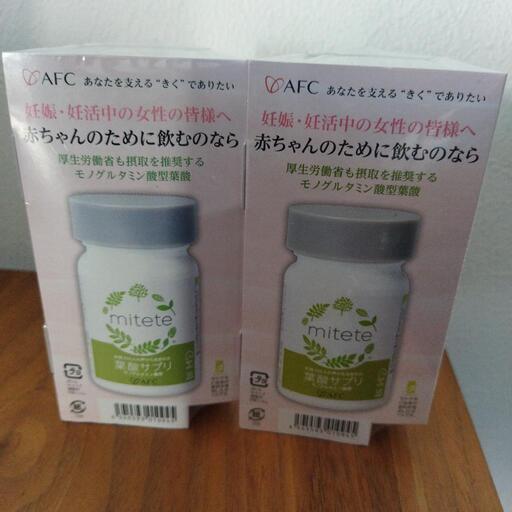 AFC あなたを支える“きく”でありたい
妊娠・妊活中の女性の皆様へ
赤ちゃんのために飲むのなら
厚生労働省も摂取を推奨する
モノグルタミン酸型葉酸
mitete
葉酸サプリ
AFC
AFC あなたを支える“きく”でありたい
妊娠・妊活中の女性の皆様へ
赤ちゃんのために飲むのなら
厚生労働省も摂取を推奨する
モノグルタミン酸型葉酸
mitete
葉酸サプリ
AFC